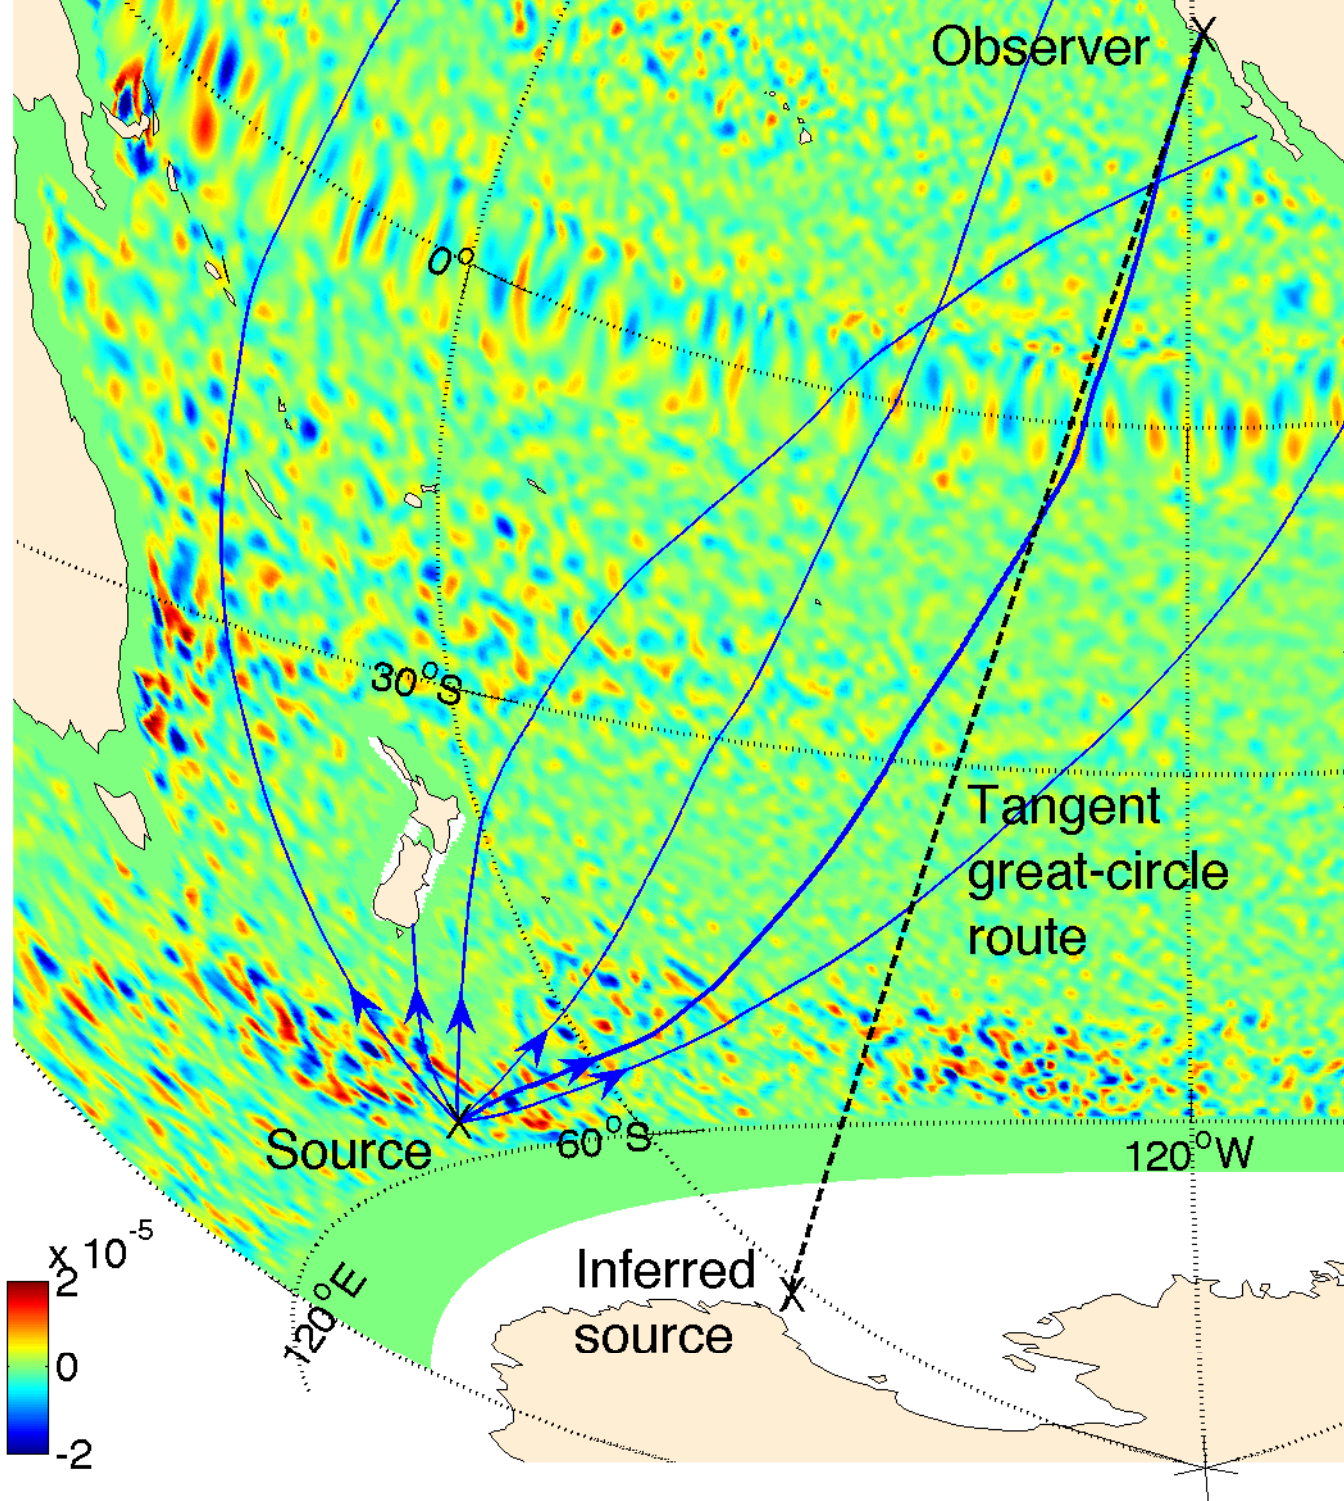 Observer
0°
30°S
Tangent
great-circle
route
Source
60°S
120°W
x 10-5
2
0
-2
120°E
Inferred
source